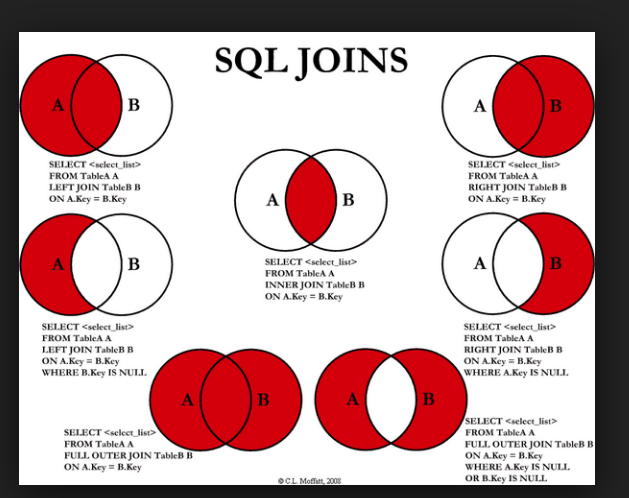 SQL JOINS
A B
SELECT <select_list>
FROM TableA A
LEFT JOIN TableB B
ON A.Key = B.Key
A B
SELECT <select_list>
FROM TableA A
RIGHT JOIN TableB B
ON A.Key = B.Key
A B
SELECT <select_list>
FROM TableA A
INNER JOIN TableB B
ON A.Key = B.Key
A B
SELECT <select_list>
FROM TableA A
LEFT JOIN TableB B
ON A.Key = B.Key
WHERE B.Key IS NULL
A B
SELECT <select_list>
FROM TableA A
RIGHT JOIN TableB B
ON A.Key = B.Key
WHERE A.Key IS NULL
A B
SELECT <select_list>
FROM TableA A
FULL OUTER JOIN TableB B
ON A.Key = B.Key
A B
SELECT <select_list>
FROM TableA A
FULL OUTER JOIN TableB B
ON A.Key = B.Key
WHERE A.Key IS NULL
OR B.Key IS NULL
© C.L. Moffatt, 2008